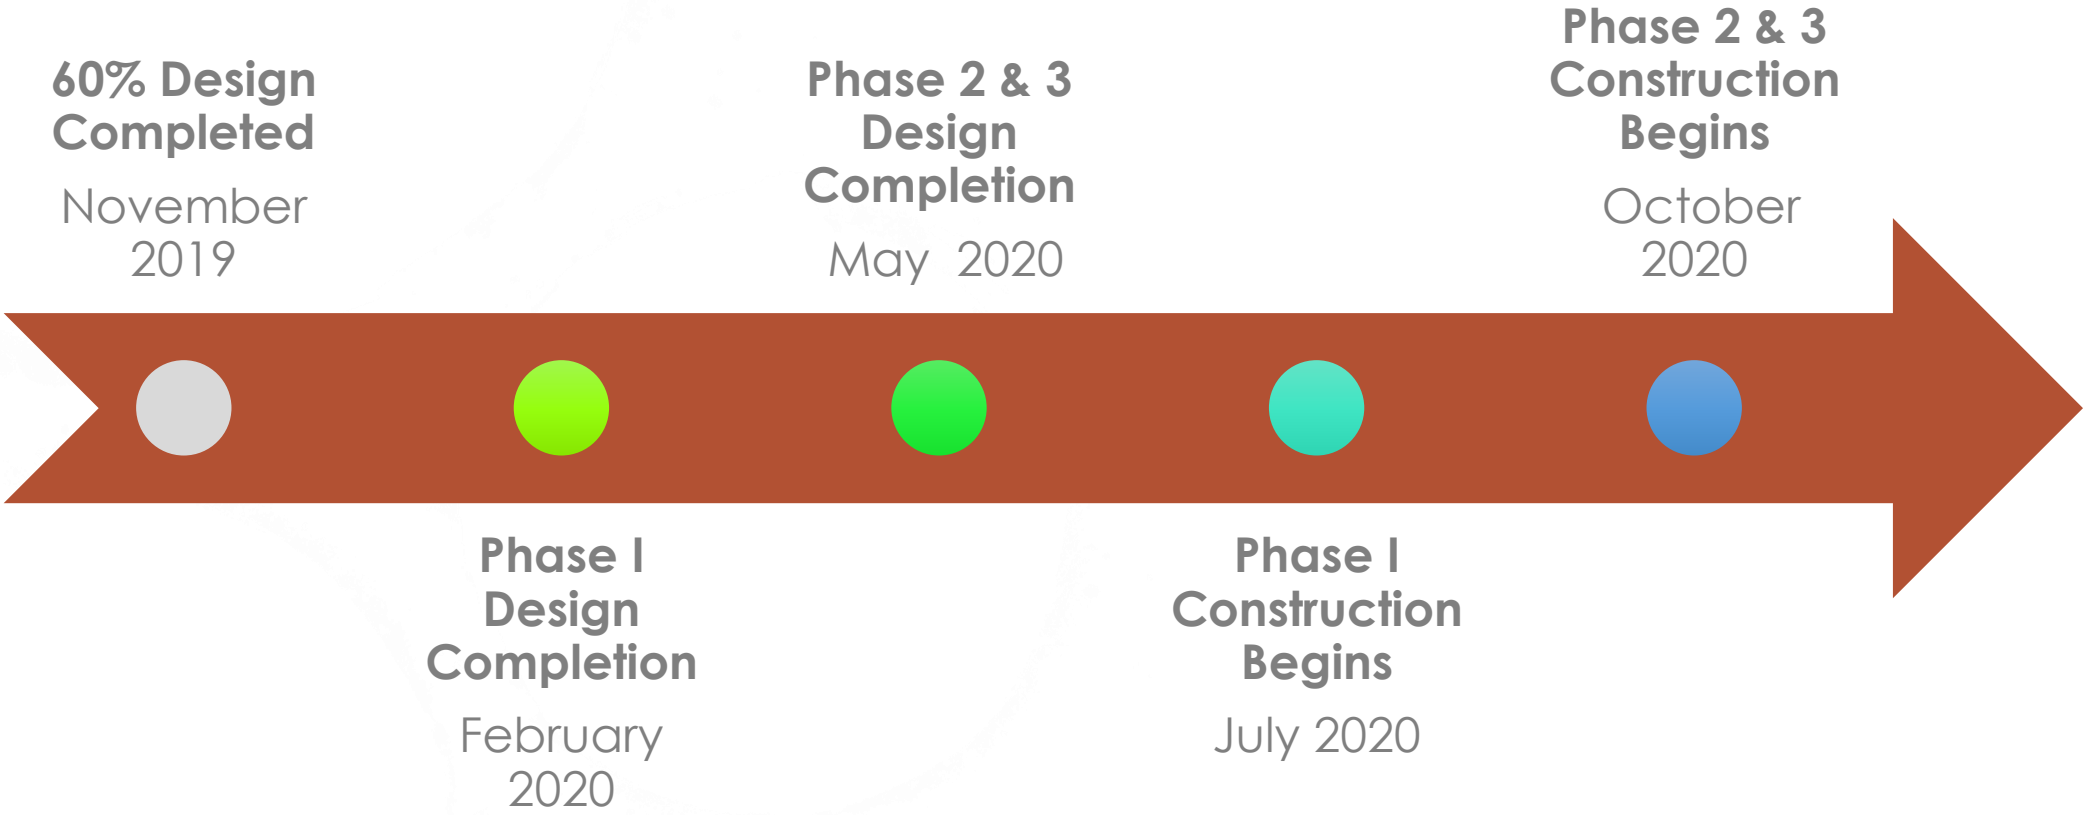 60% Design
Completed
November
2019
Phase I
Design
Completion
February
2020
Phase 2 & 3
Design
Completion
May 2020
Phase I
Construction
Begins
July 2020
Phase 2 & 3
Construction
Begins
October
2020